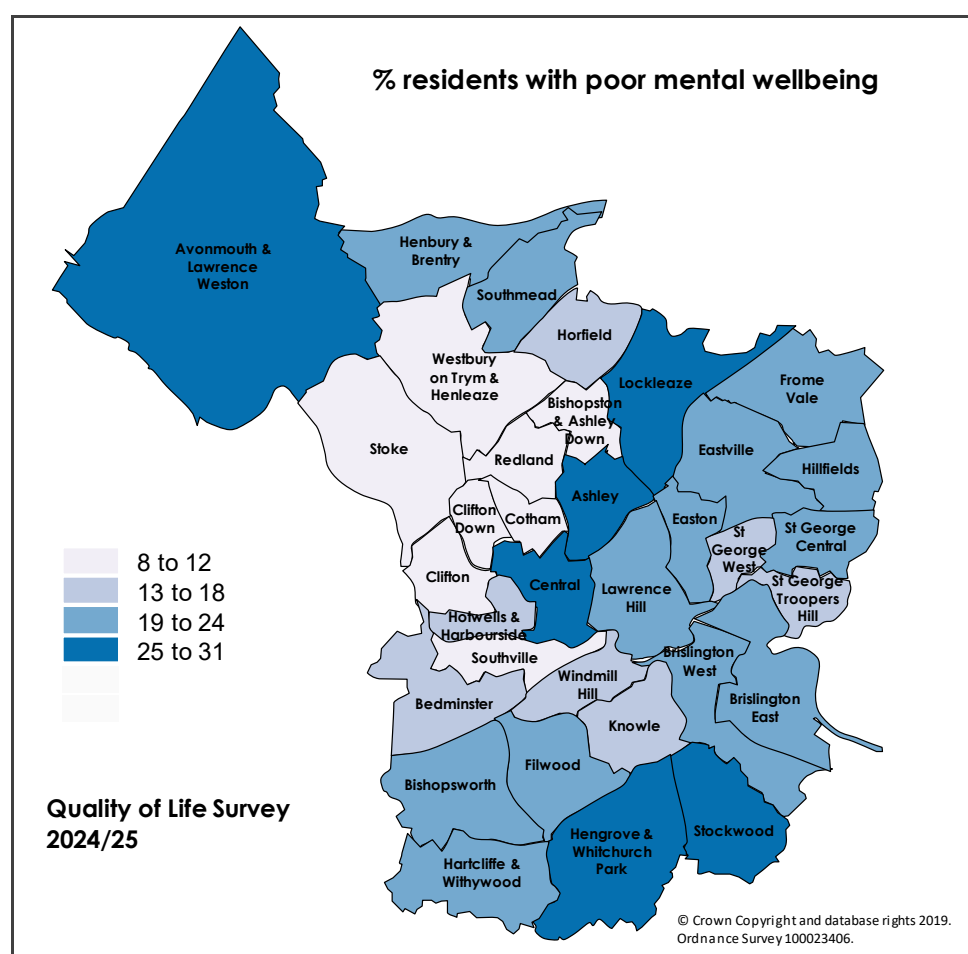 % residents with poor mental wellbeing
Avonmouth &
Lawrence
Weston
Henbury &
Brentry
Southmead
Horfield
Westbury
on Trym &
Henleaze
Lockleaze
Frome
Vale
Bishopston
& Ashley
Down
Stoke
Redland
Eastville
Hillfields
Ashley
Clifton
Down
Cotham
Easton
St
George
West
St George
Central
8 to 12
13 to 18
19 to 24
25 to 31
Clifton
Central
Lawrence
Hill
St George
Troopers
Hill
Hotwells &
Harbourside
Southville
Windmill
Hill
Brislington
West
Bedminster
Knowle
Brislington
East
Bishopsworth
Filwood
Quality of Life Survey
2024/25
Hengrove &
Whitchurch
Park
Stockwood
Hartcliffe &
Withywood
© Crown Copyright and database rights 2019.
Ordnance Survey 100023406.